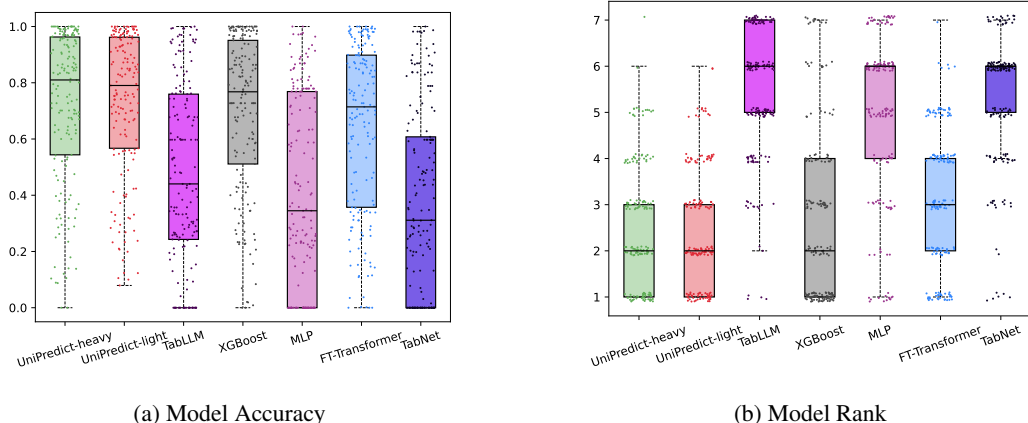 1.0
0.8
0.6
0.4
0.2
0.0
UniPredict-heavy
UniPredict-light
TabLLM
XGBoost
MLP
FT-Transformer
TabNet
(a) Model Accuracy
7
6
5
4
3
2
1
UniPredict-heavy
UniPredict-light
TabLLM
XGBoost
MLP
FT-Transformer
TabNet
(b) Model Rank